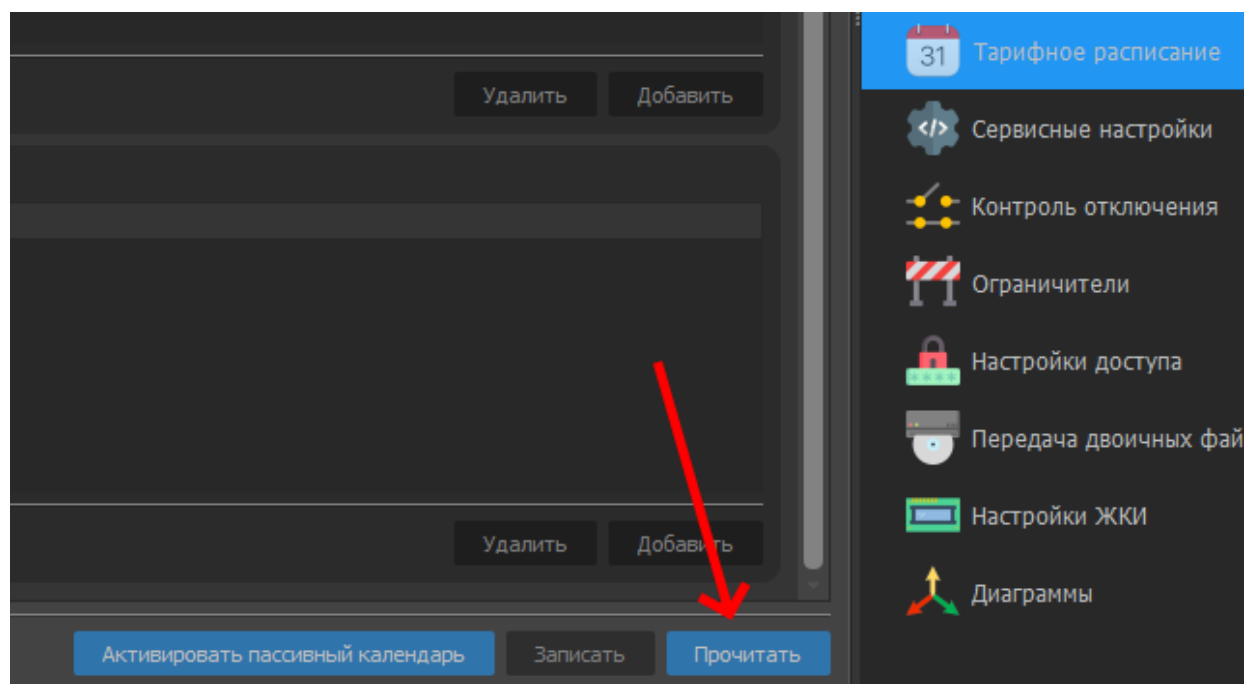 Удалить Добавить
Удалить Добавить
Активировать пассивный календарь Записать Прочитать
31 Тарифное расписание
</> Сервисные настройки
Контроль отключения
Ограничители
**** Настройки доступа
Передача двоичных фай
Настройки ЖКИ
Диаграммы